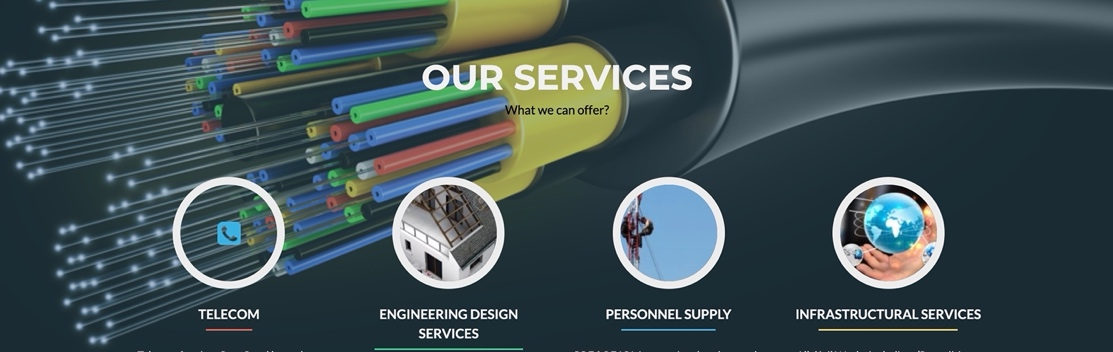 OUR SERVICES
What we can offer?
TELECOM
ENGINEERING DESIGN
SERVICES
PERSONNEL SUPPLY
INFRASTRUCTURAL SERVICES